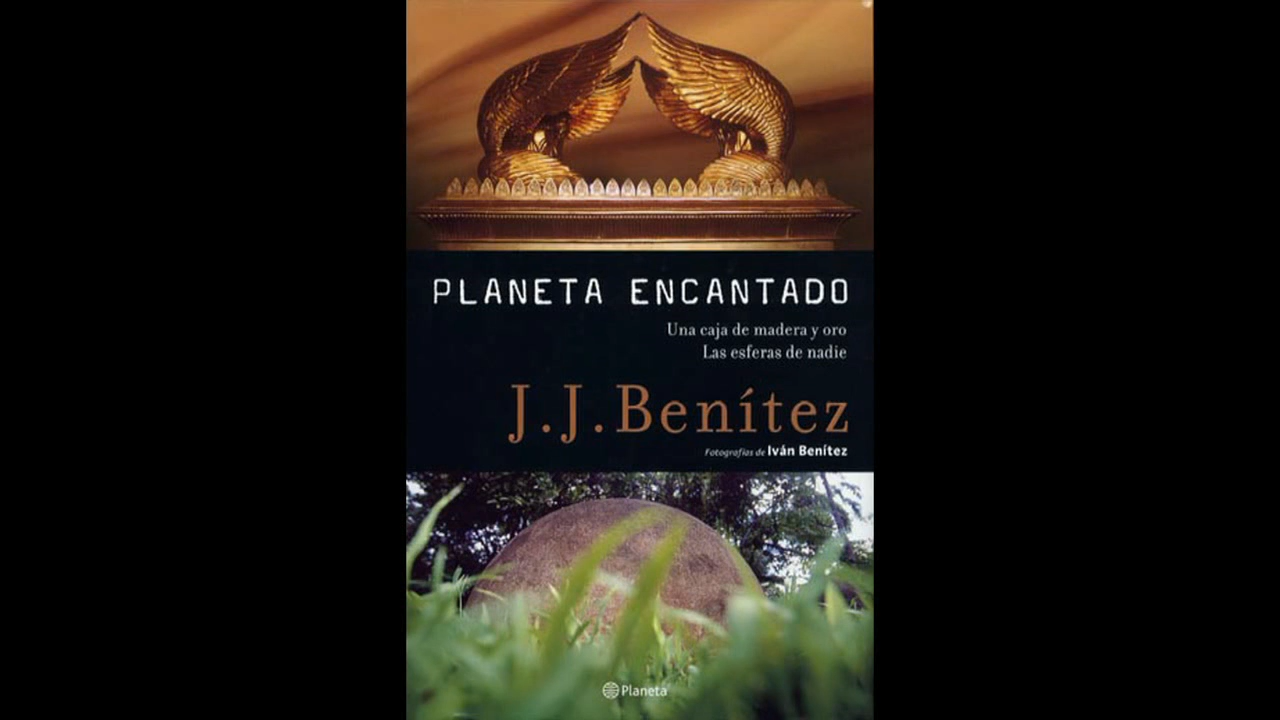 PLANETA ENCANTADO
Una caja de madera y oro
Las esferas de nadie
J.J.Benítez
Fotografías de Iván Benítez
Planeta